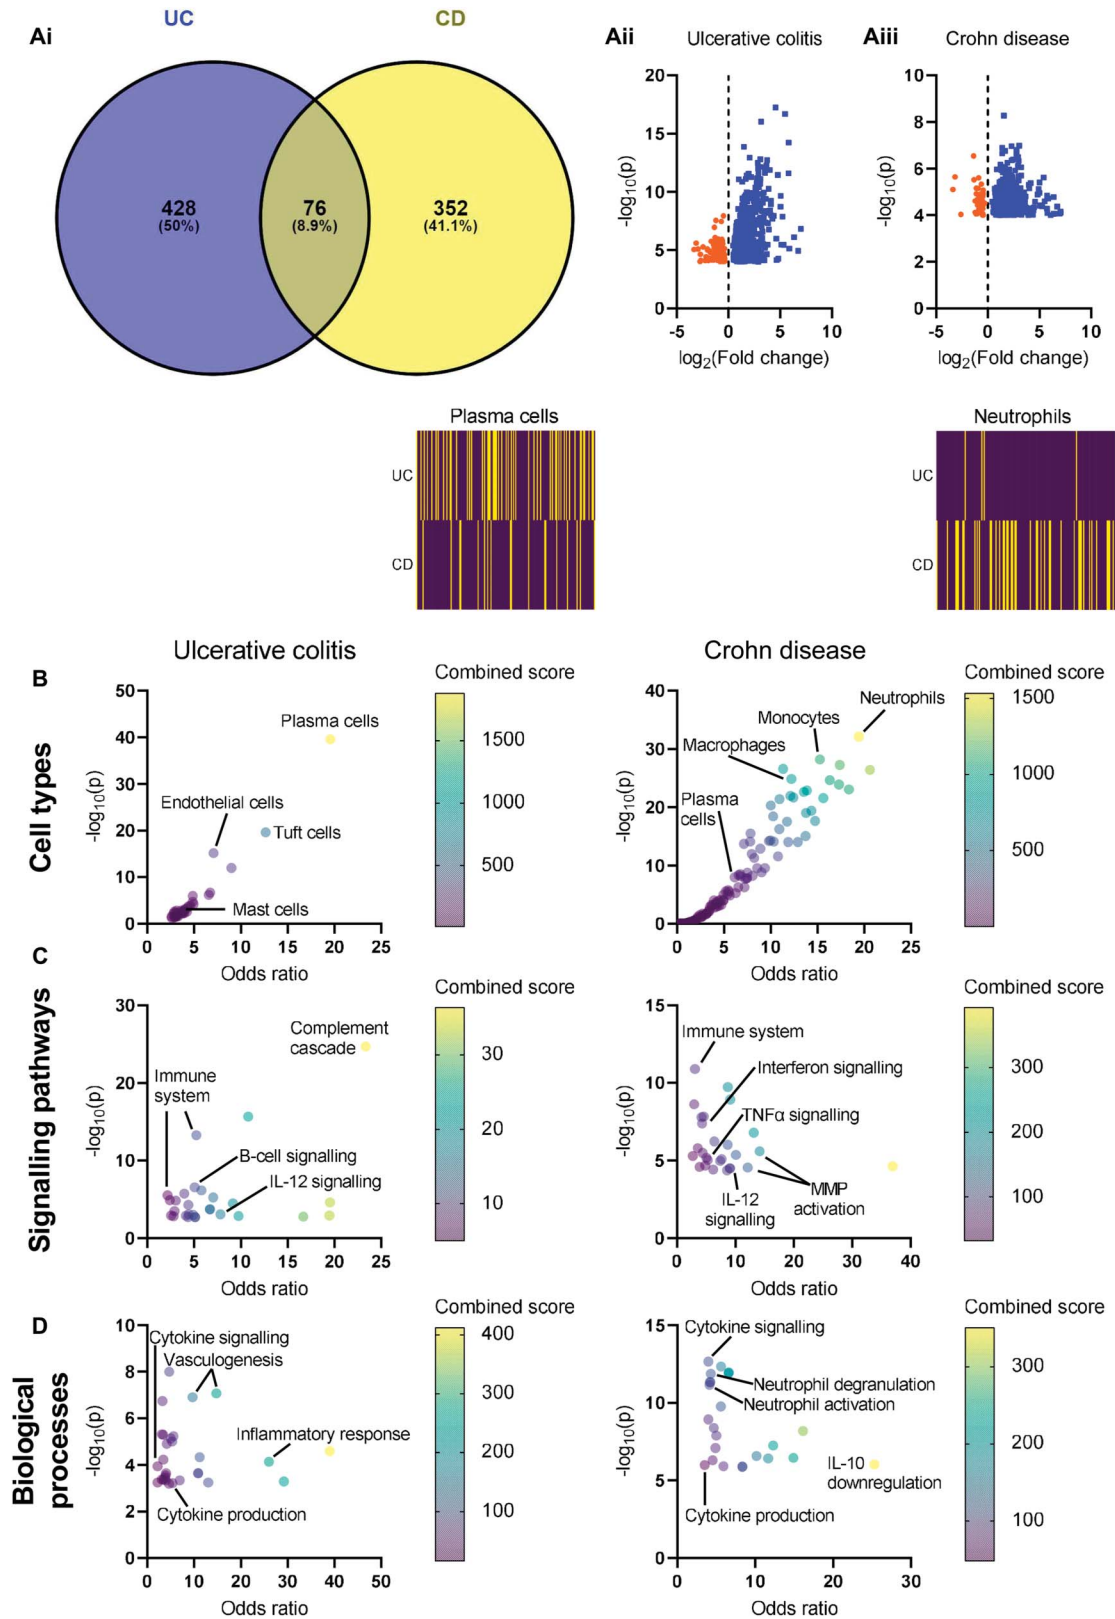 UC
CD
Ai
428
(50%)
76
(8.9%)
352
(41.1%)
Aii
Ulcerative colitis
20
15
10
5
0
-5
0
5
10
-log10(p)
log2(Fold change)
Aiii
Crohn disease
10
8
6
4
2
0
-5
0
5
10
-log10(p)
log2(Fold change)
Plasma cells
UC
CD
Neutrophils
UC
CD
B
Cell types
Ulcerative colitis
50
40
30
20
10
0
0
5
10
15
20
25
-log10(p)
Odds ratio
Plasma cells
Endothelial cells
Tuft cells
Mast cells
Combined score
1500
1000
500
Crohn disease
40
30
20
10
0
0
5
10
15
20
25
-log10(p)
Odds ratio
Neutrophils
Monocytes
Macrophages
Plasma
cells
Combined score
1500
1000
500
C
Signalling pathways
30
20
10
0
0
5
10
15
20
25
-log10(p)
Odds ratio
Complement
cascade
Immune
system
B-cell signalling
IL-12 signalling
Combined score
30
20
10
15
10
5
0
0
10
20
30
40
-log10(p)
Odds ratio
Immune system
Interferon signalling
TNFα signalling
IL-12
signalling
MMP
activation
Combined score
300
200
100
D
Biological
processes
10
8
6
4
2
0
0
10
20
30
40
50
-log10(p)
Odds ratio
Cytokine signalling
Vasculogenesis
Inflammatory response
Cytokine production
Combined score
400
300
200
100
15
10
5
0
0
10
20
30
-log10(p)
Odds ratio
Cytokine signalling
Neutrophil degranulation
Neutrophil activation
IL-10
downregulation
Cytokine production
Combined score
300
200
100